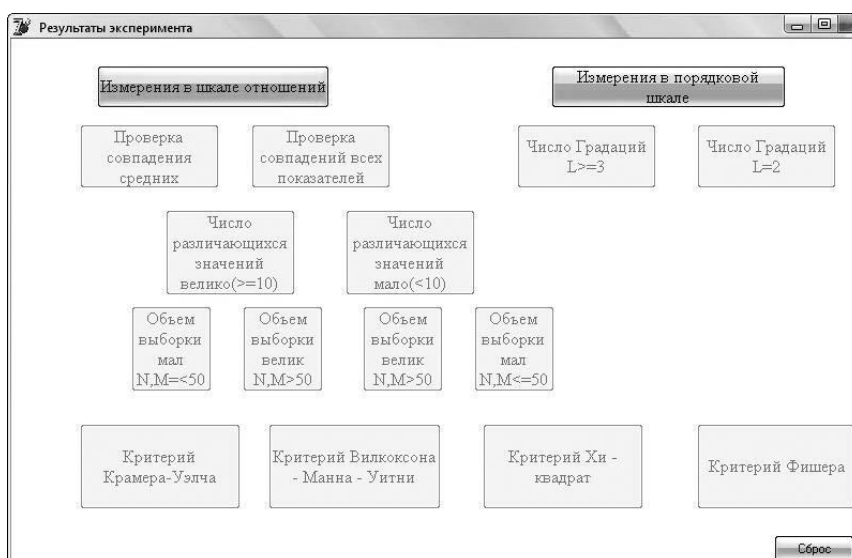 Результаты эксперимента
Измерения в шкале отношений
Измерения в порядковой
шкале
Проверка
совпадения
средних
Проверка
совпадений всех
показателей
Число Градаций
L>=3
Число Градаций
L=2
Число
различающихся
значений
велико(>=10)
Число
различающихся
значений
мало(<10)
Объем
выборки
мал
N,M=<50
Объем
выборки
велик
N,M>50
Объем
выборки
велик
N,M>50
Объем
выборки
мал
N,M<=50
Критерий
Крамера-Уэлча
Критерий Вилкоксона
- Манна - Уитни
Критерий Хи -
квадрат
Критерий Фишера
Сброс